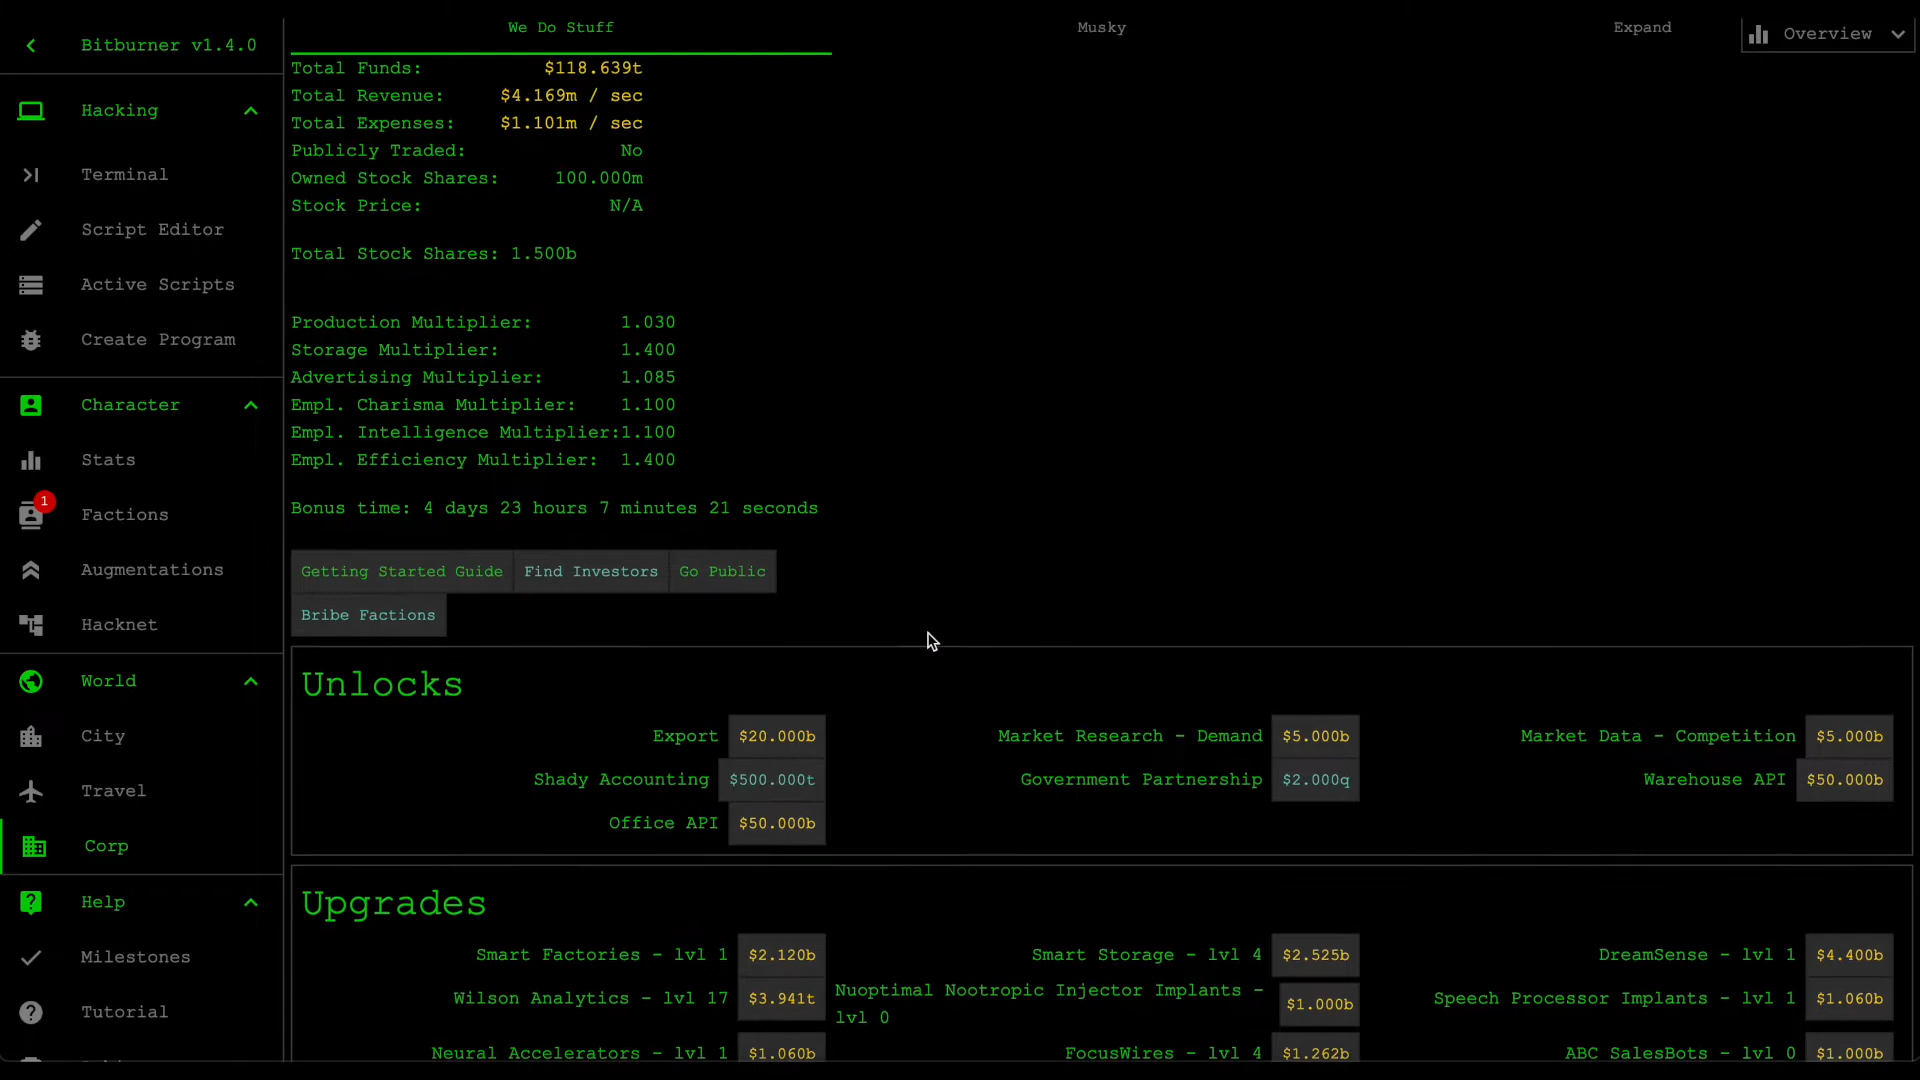 We Do Stuff
Musky
Expand
Overview
Bitburner v1.4.0
Hacking
Terminal
Script Editor
Active Scripts
Create Program
Character
Stats
1
Factions
Augmentations
Hacknet
World
City
Travel
Corp
Help
Milestones
Tutorial
Total Funds: $118.639t
Total Revenue: $4.169m / sec
Total Expenses: $1.101m / sec
Publicly Traded: No
Owned Stock Shares: 100.000m
Stock Price: N/A
Total Stock Shares: 1.500b
Production Multiplier: 1.030
Storage Multiplier: 1.400
Advertising Multiplier: 1.085
Empl. Charisma Multiplier: 1.100
Empl. Intelligence Multiplier:1.100
Empl. Efficiency Multiplier: 1.400
Bonus time: 4 days 23 hours 7 minutes 21 seconds
Getting Started Guide Find Investors Go Public
Bribe Factions
Unlocks
Export $20.000b Market Research - Demand $5.000b Market Data - Competition $5.000b
Shady Accounting $500.000t Government Partnership $2.000q Warehouse API $50.000b
Office API $50.000b
Upgrades
Smart Factories - lvl 1 $2.120b Smart Storage - lvl 4 $2.525b DreamSense - lvl 1 $4.400b
Wilson Analytics - lvl 17 $3.941t Nuoptimal Nootropic Injector Implants - $1.000b Speech Processor Implants - lvl 1 $1.060b
lvl 0
Neural Accelerators - lvl 1 $1.060b FocusWires - lvl 4 $1.262b ABC SalesBots - lvl 0 $1.000b